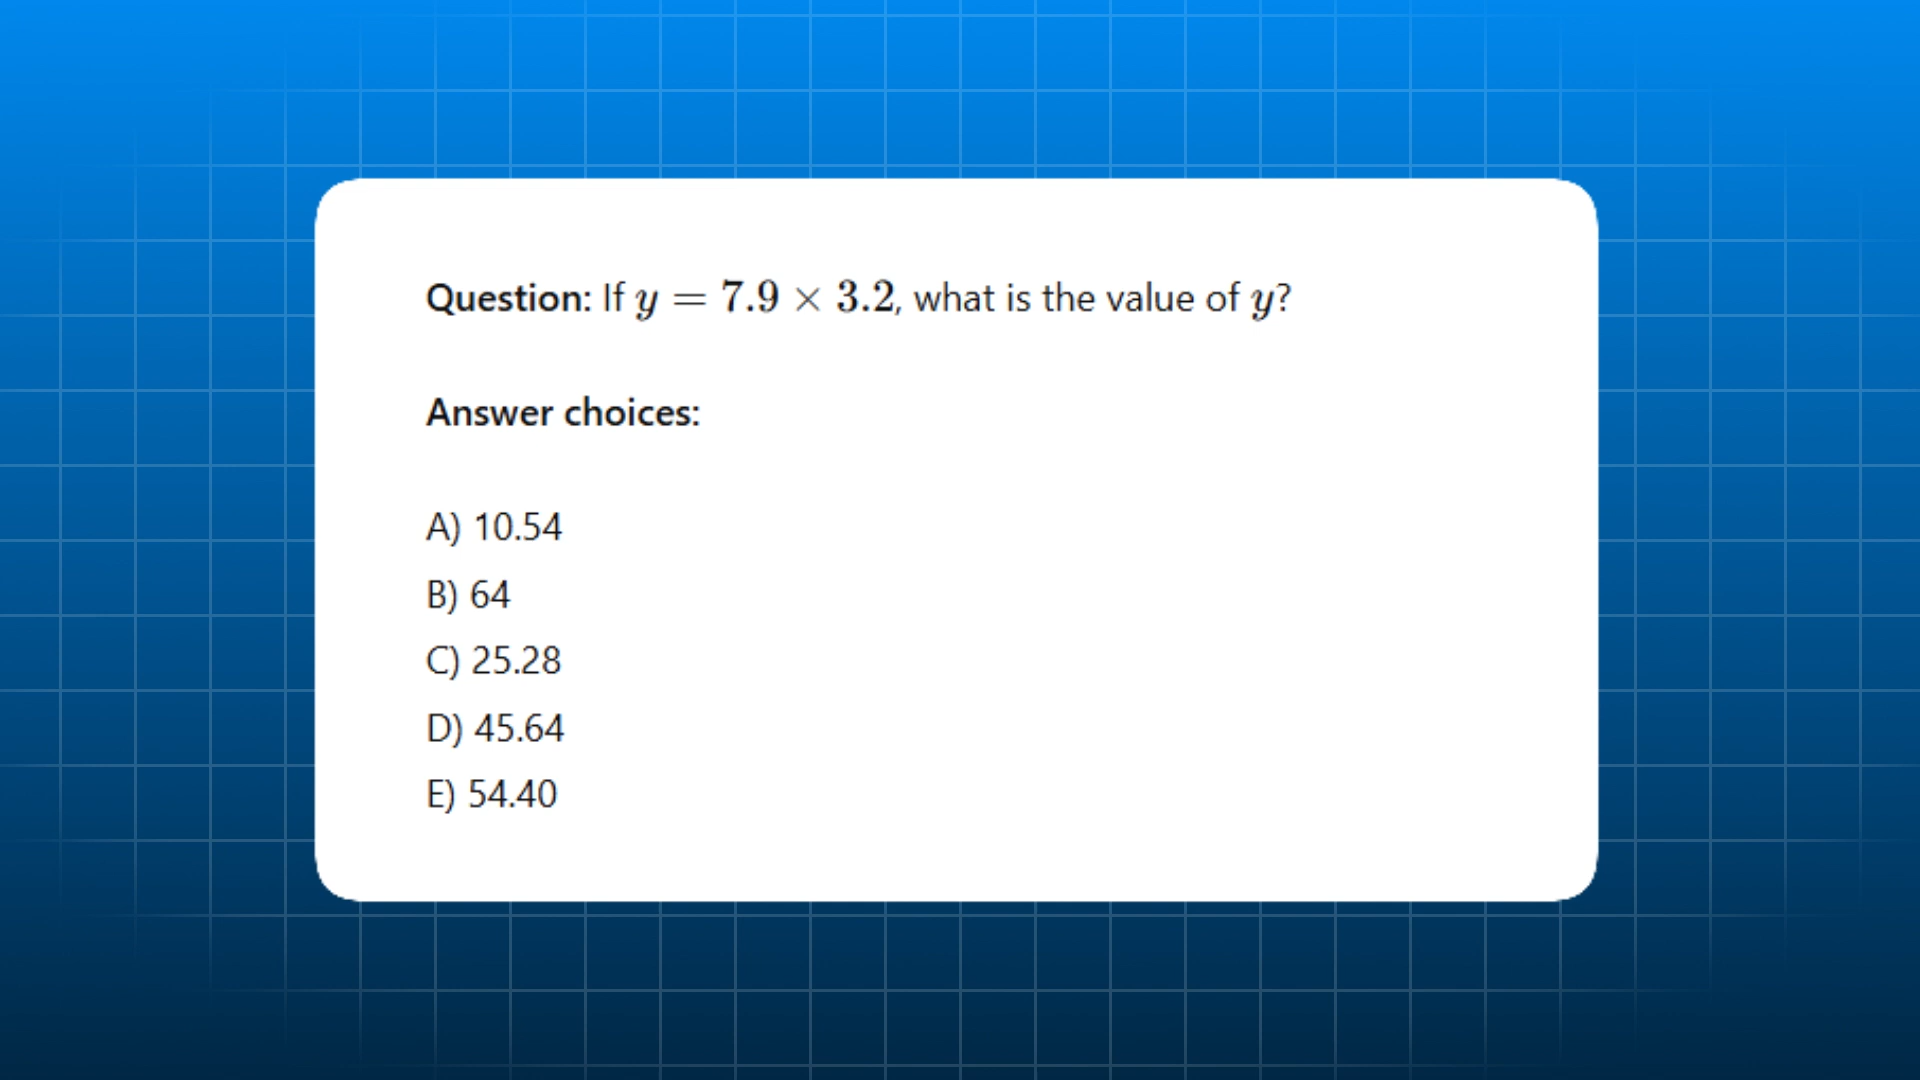 Question: If y = 7.9 × 3.2, what is the value of y?
Answer choices:
A) 10.54
B) 64
C) 25.28
D) 45.64
E) 54.40